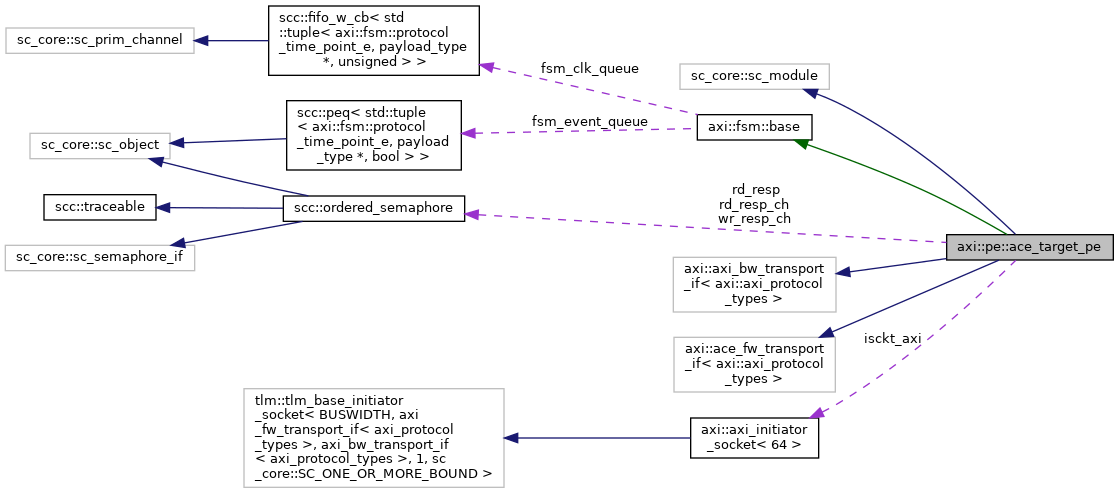 scc::fifo_w_cb< std
::tuple< axi::fsm::protocol
_time_point_e, payload_type
*, unsigned > >
sc_core::sc_prim_channel
fsm_clk_queue
sc_core::sc_module
scc::peq< std::tuple
< axi::fsm::protocol
_time_point_e, payload
_type *, bool > >
fsm_event_queue
axi::fsm::base
sc_core::sc_object
scc::traceable
scc::ordered_semaphore
rd_resp
rd_resp_ch
wr_resp_ch
sc_core::sc_semaphore_if
axi::pe::ace_target_pe
axi::axi_bw_transport
_if< axi::axi_protocol
_types >
axi::ace_fw_transport
_if< axi::axi_protocol
_types >
isckt_axi
tlm::tlm_base_initiator
_socket< BUSWIDTH, axi
_fw_transport_if< axi_protocol
_types >, axi_bw_transport_if
< axi_protocol_types >, 1, sc
_core::SC_ONE_OR_MORE_BOUND >
axi::axi_initiator
_socket< 64 >